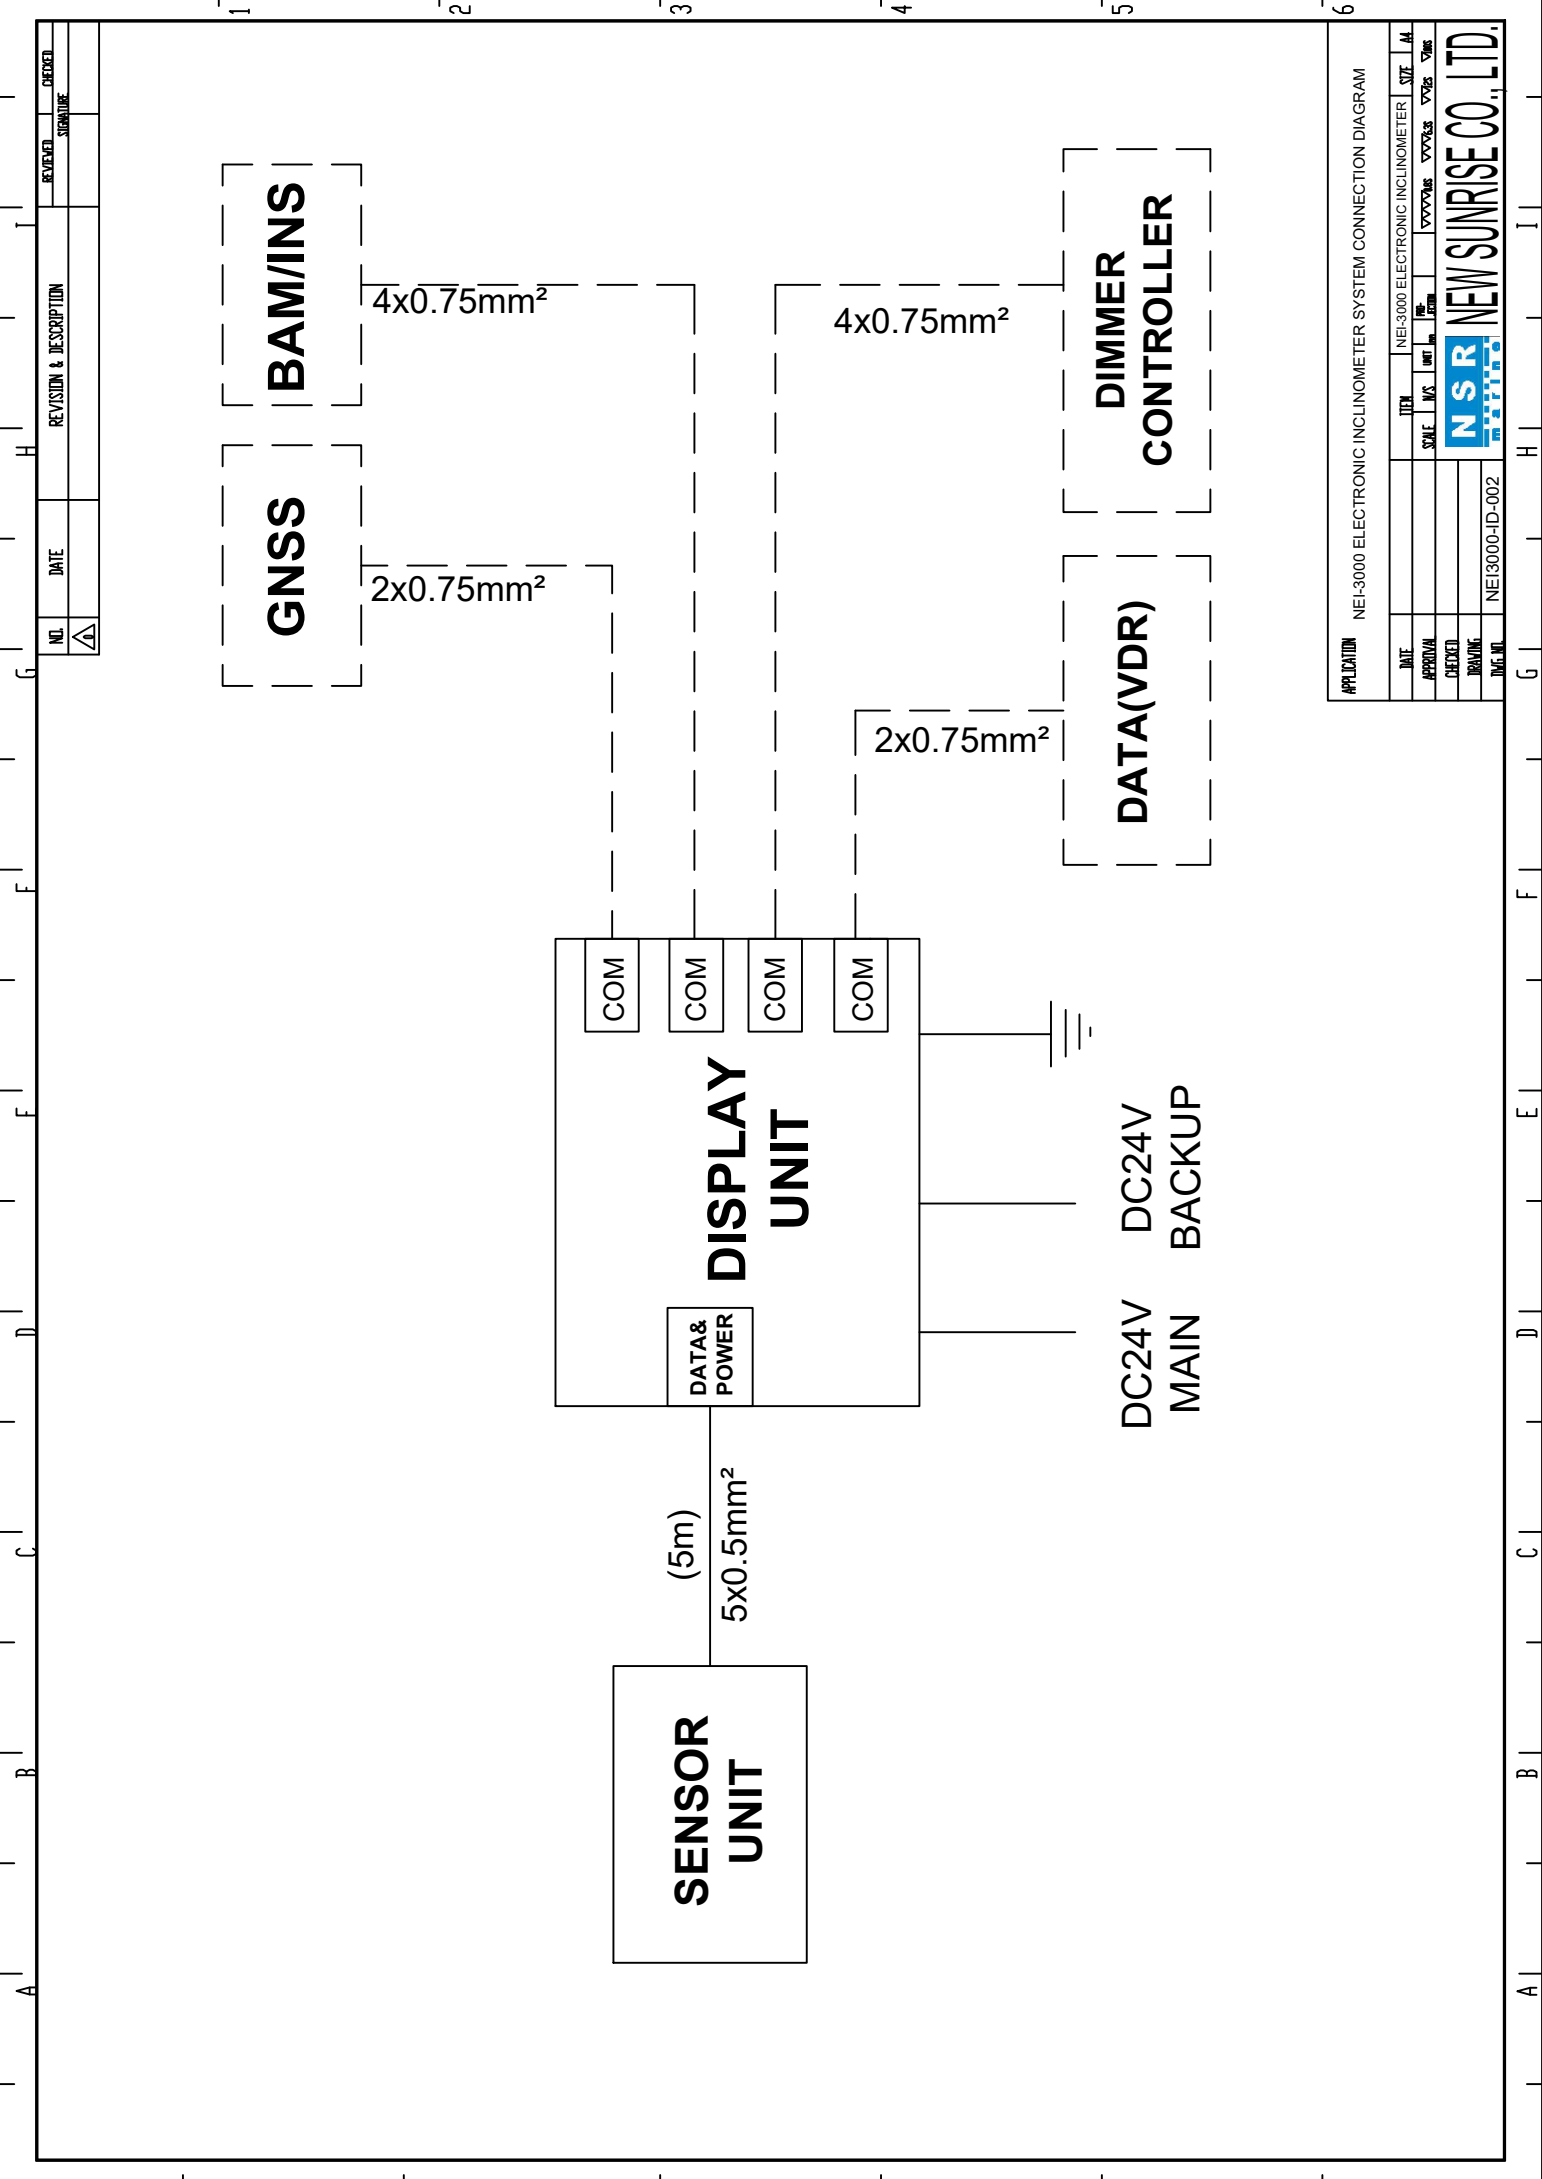 NO.
DATE
REVISION & DESCRIPTION
REVIEWED
CHECKED
SIGNATURE
0
GNSS
BAM/INS
2x0.75mm²
4x0.75mm²
SENSOR
UNIT
(5m)
5x0.5mm²
DATA&
POWER
DISPLAY
UNIT
COM
COM
COM
COM
4x0.75mm²
2x0.75mm²
DC24V
MAIN
DC24V
BACKUP
DATA(VDR)
DIMMER
CONTROLLER
APPLICATION
NEI-3000 ELECTRONIC INCLINOMETER SYSTEM CONNECTION DIAGRAM
DATE
ITEM
NEI-3000 ELECTRONIC INCLINOMETER
SIZE
A4
APPROVAL
SCALE
N/S
UNIT
mm
CHECKED
DRAWING
DWG NO.
NEI3000-ID-002
NSR
marine
NEW SUNRISE CO., LTD.
A
B
C
D
E
F
G
H
I
A
B
C
D
E
F
G
H
I
1
2
3
4
5
6